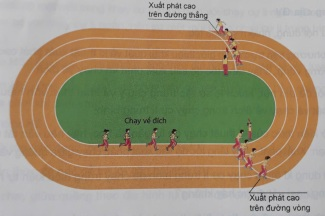 Xuất phát cao
trên đường thẳng
Chạy về đích
Xuất phát cao
trên đường vòng